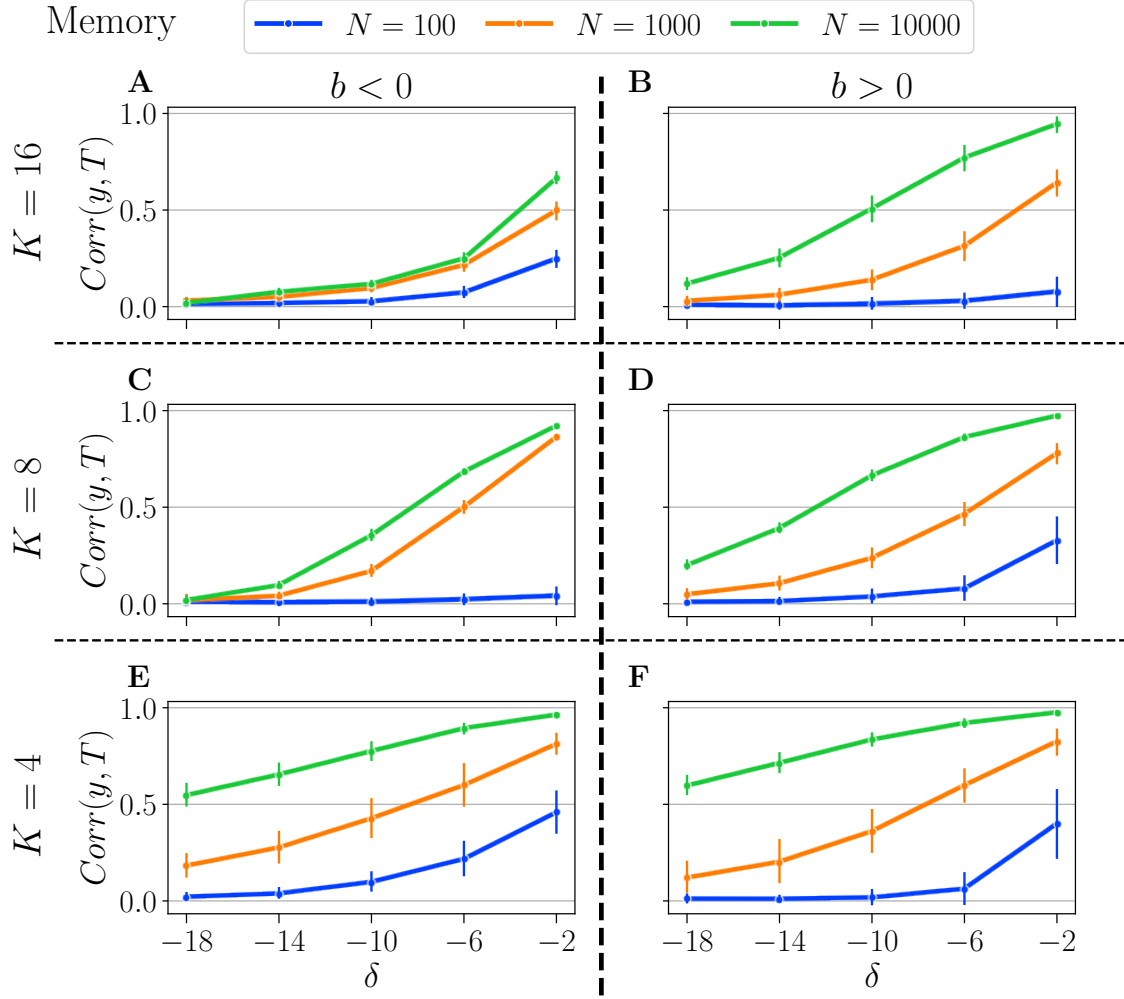 Memory
N = 100
N = 1000
N = 10000
A
b < 0
B
b > 0
K = 16
Corr(y, T)
1.0
0.5
0.0
C
D
K = 8
Corr(y, T)
1.0
0.5
0.0
E
F
K = 4
Corr(y, T)
1.0
0.5
0.0
−18 −14 −10 −6 −2
δ
−18 −14 −10 −6 −2
δ